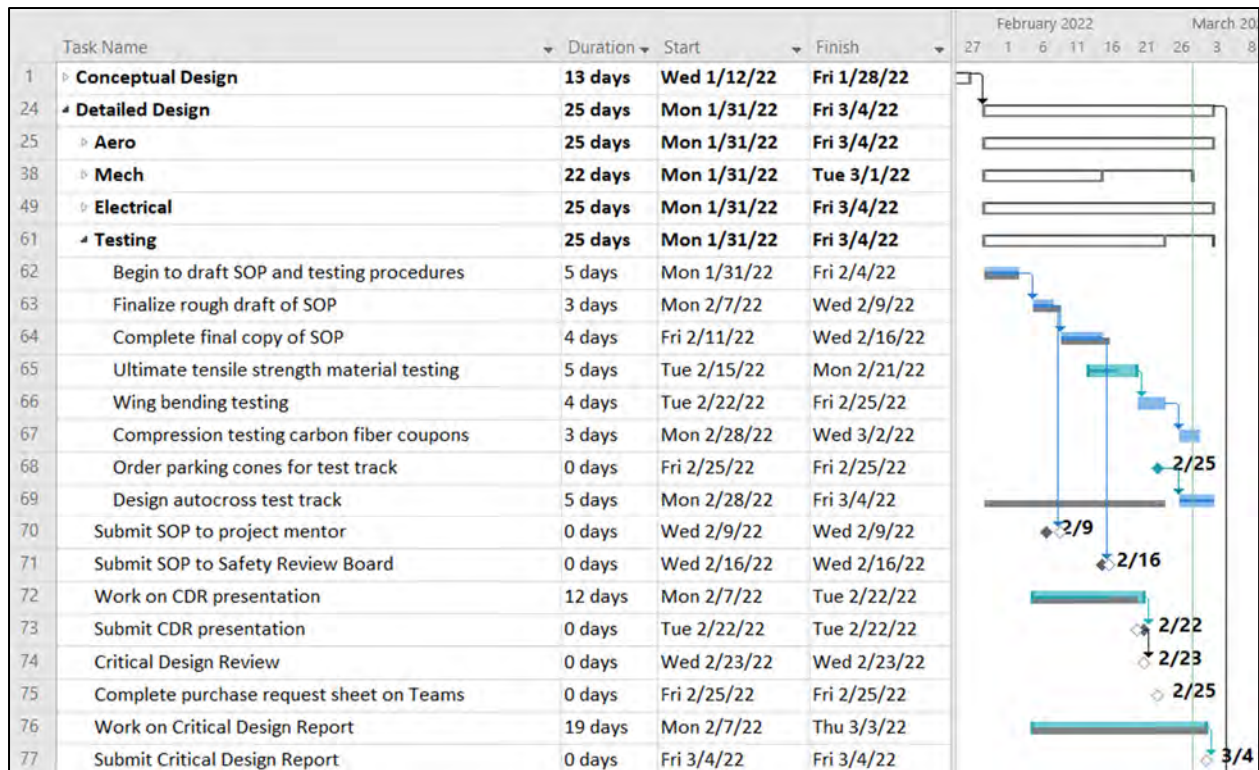 February 2022 March 20
Task Name Duration Start Finish 27 1 6 11 16 21 26 3 8
1 Conceptual Design 13 days Wed 1/12/22 Fri 1/28/22
24 Detailed Design 25 days Mon 1/31/22 Fri 3/4/22
25 Aero 25 days Mon 1/31/22 Fri 3/4/22
38 Mech 22 days Mon 1/31/22 Tue 3/1/22
49 Electrical 25 days Mon 1/31/22 Fri 3/4/22
61 Testing 25 days Mon 1/31/22 Fri 3/4/22
62 Begin to draft SOP and testing procedures 5 days Mon 1/31/22 Fri 2/4/22
63 Finalize rough draft of SOP 3 days Mon 2/7/22 Wed 2/9/22
64 Complete final copy of SOP 4 days Fri 2/11/22 Wed 2/16/22
65 Ultimate tensile strength material testing 5 days Tue 2/15/22 Mon 2/21/22
66 Wing bending testing 4 days Tue 2/22/22 Fri 2/25/22
67 Compression testing carbon fiber coupons 3 days Mon 2/28/22 Wed 3/2/22
68 Order parking cones for test track 0 days Fri 2/25/22 Fri 2/25/22 2/25
69 Design autocross test track 5 days Mon 2/28/22 Fri 3/4/22
70 Submit SOP to project mentor 0 days Wed 2/9/22 Wed 2/9/22 2/9
71 Submit SOP to Safety Review Board 0 days Wed 2/16/22 Wed 2/16/22 2/16
72 Work on CDR presentation 12 days Mon 2/7/22 Tue 2/22/22
73 Submit CDR presentation 0 days Tue 2/22/22 Tue 2/22/22 2/22
74 Critical Design Review 0 days Wed 2/23/22 Wed 2/23/22 2/23
75 Complete purchase request sheet on Teams 0 days Fri 2/25/22 Fri 2/25/22 2/25
76 Work on Critical Design Report 19 days Mon 2/7/22 Thu 3/3/22
77 Submit Critical Design Report 0 days Fri 3/4/22 Fri 3/4/22 3/4